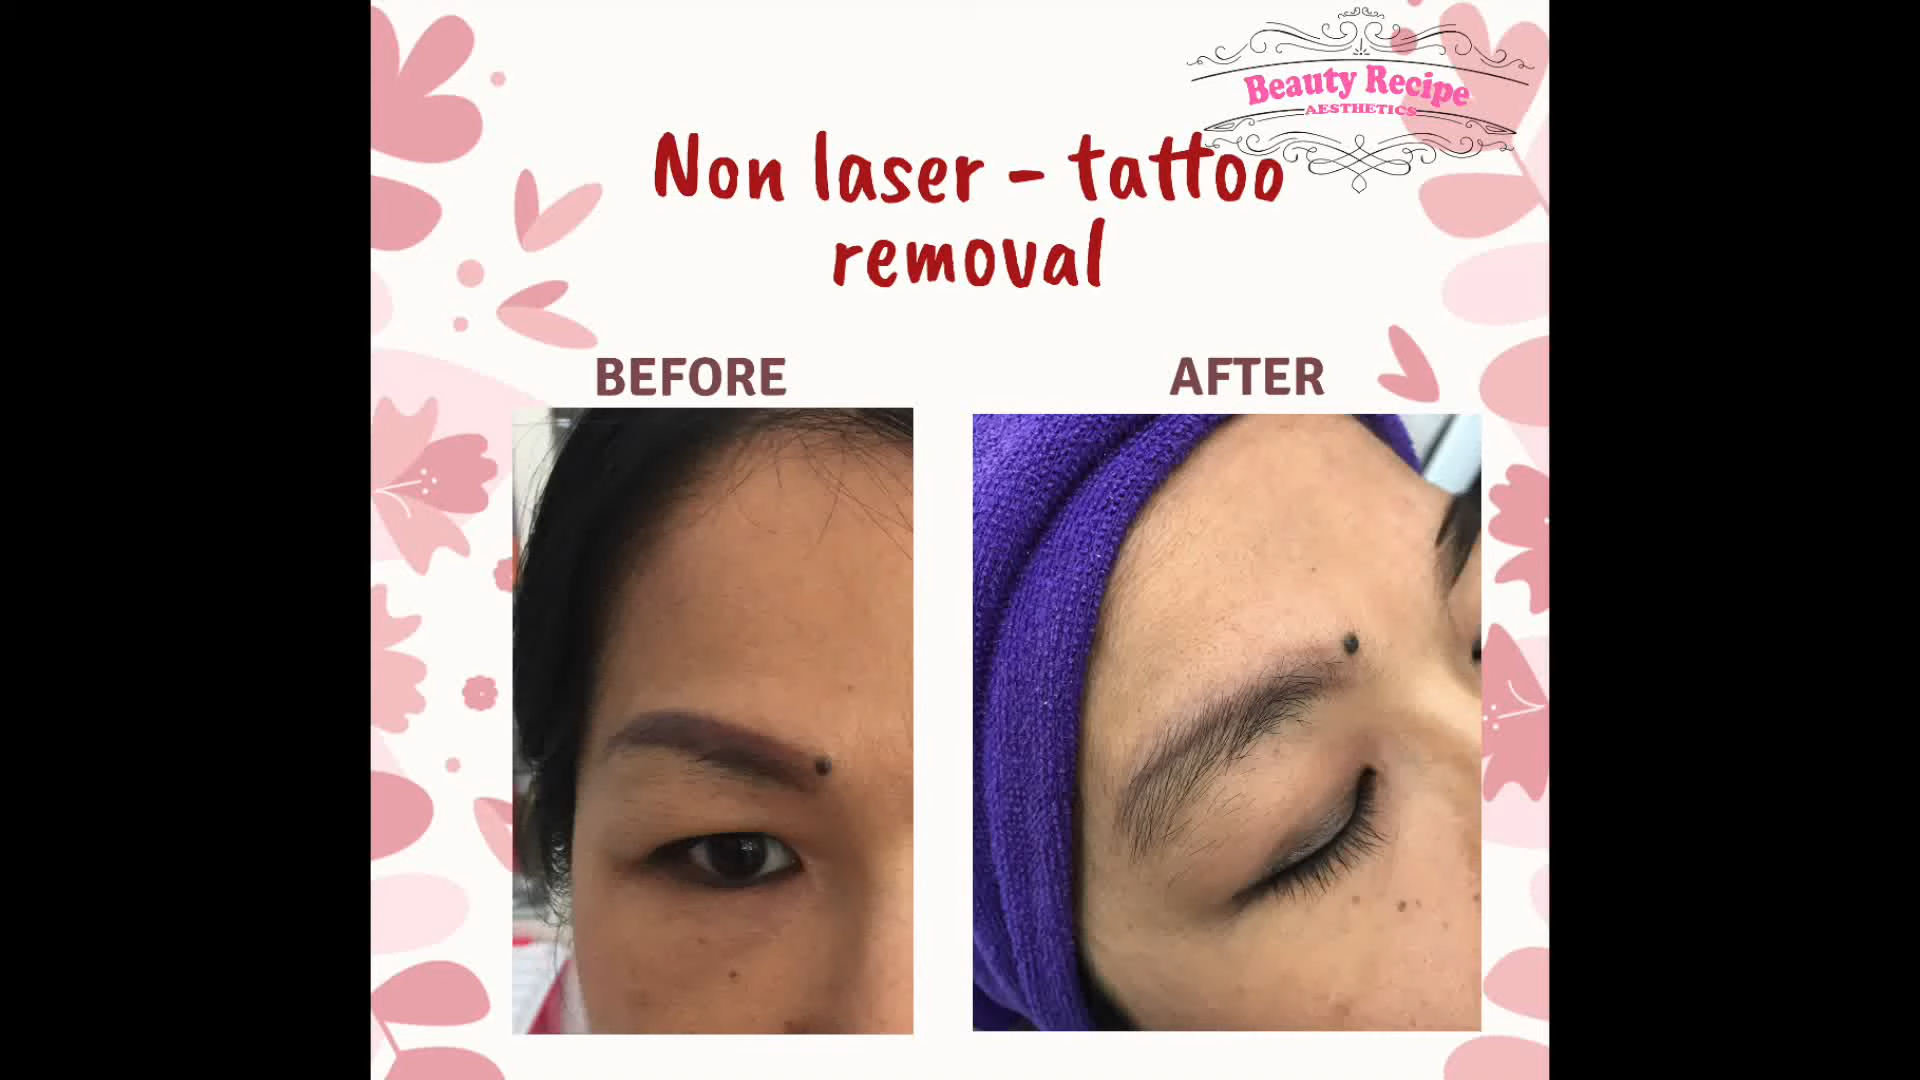 Beauty Recipe
AESTHETICS
Non laser - tattoo
removal
BEFORE
AFTER